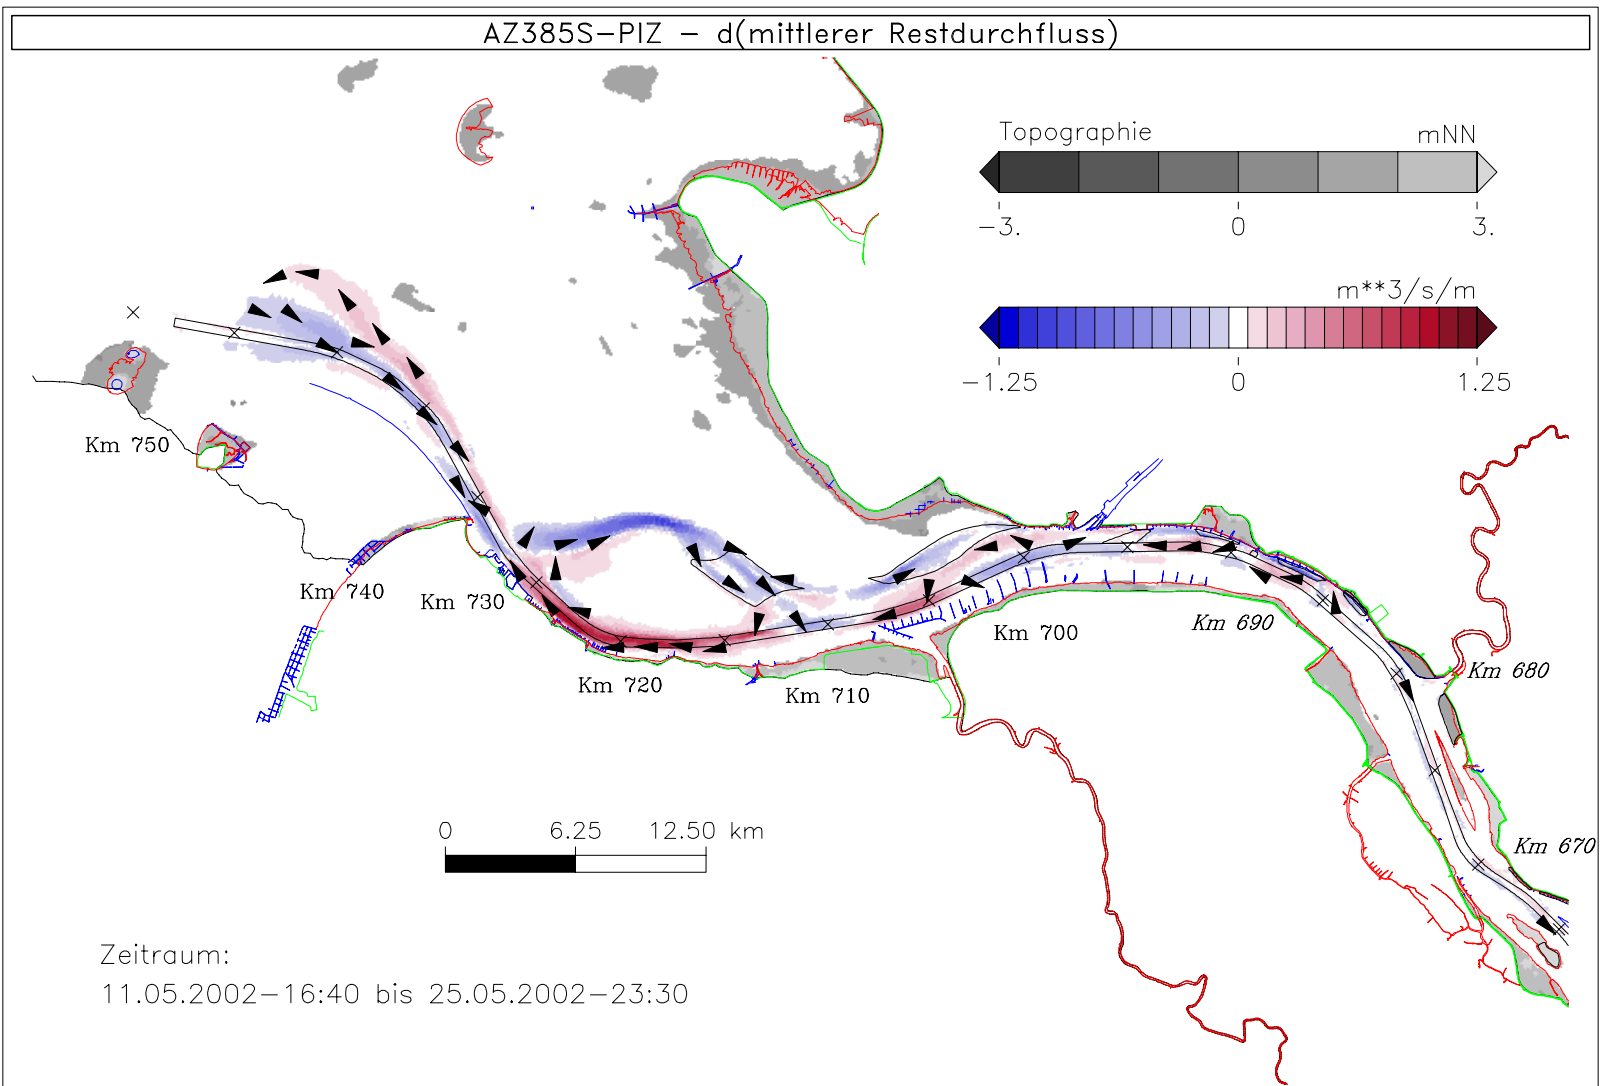 AZ385S-PIZ - d(mittlerer Restdurchfluss)
Topographie mNN
-3. 0 3.
m**3/s/m
-1.25 0 1.25
Km 750
Km 740
Km 730
Km 720
Km 710
Km 700
Km 690
Km 680
Km 670
0 6.25 12.50 km
Zeitraum:
11.05.2002-16:40 bis 25.05.2002-23:30